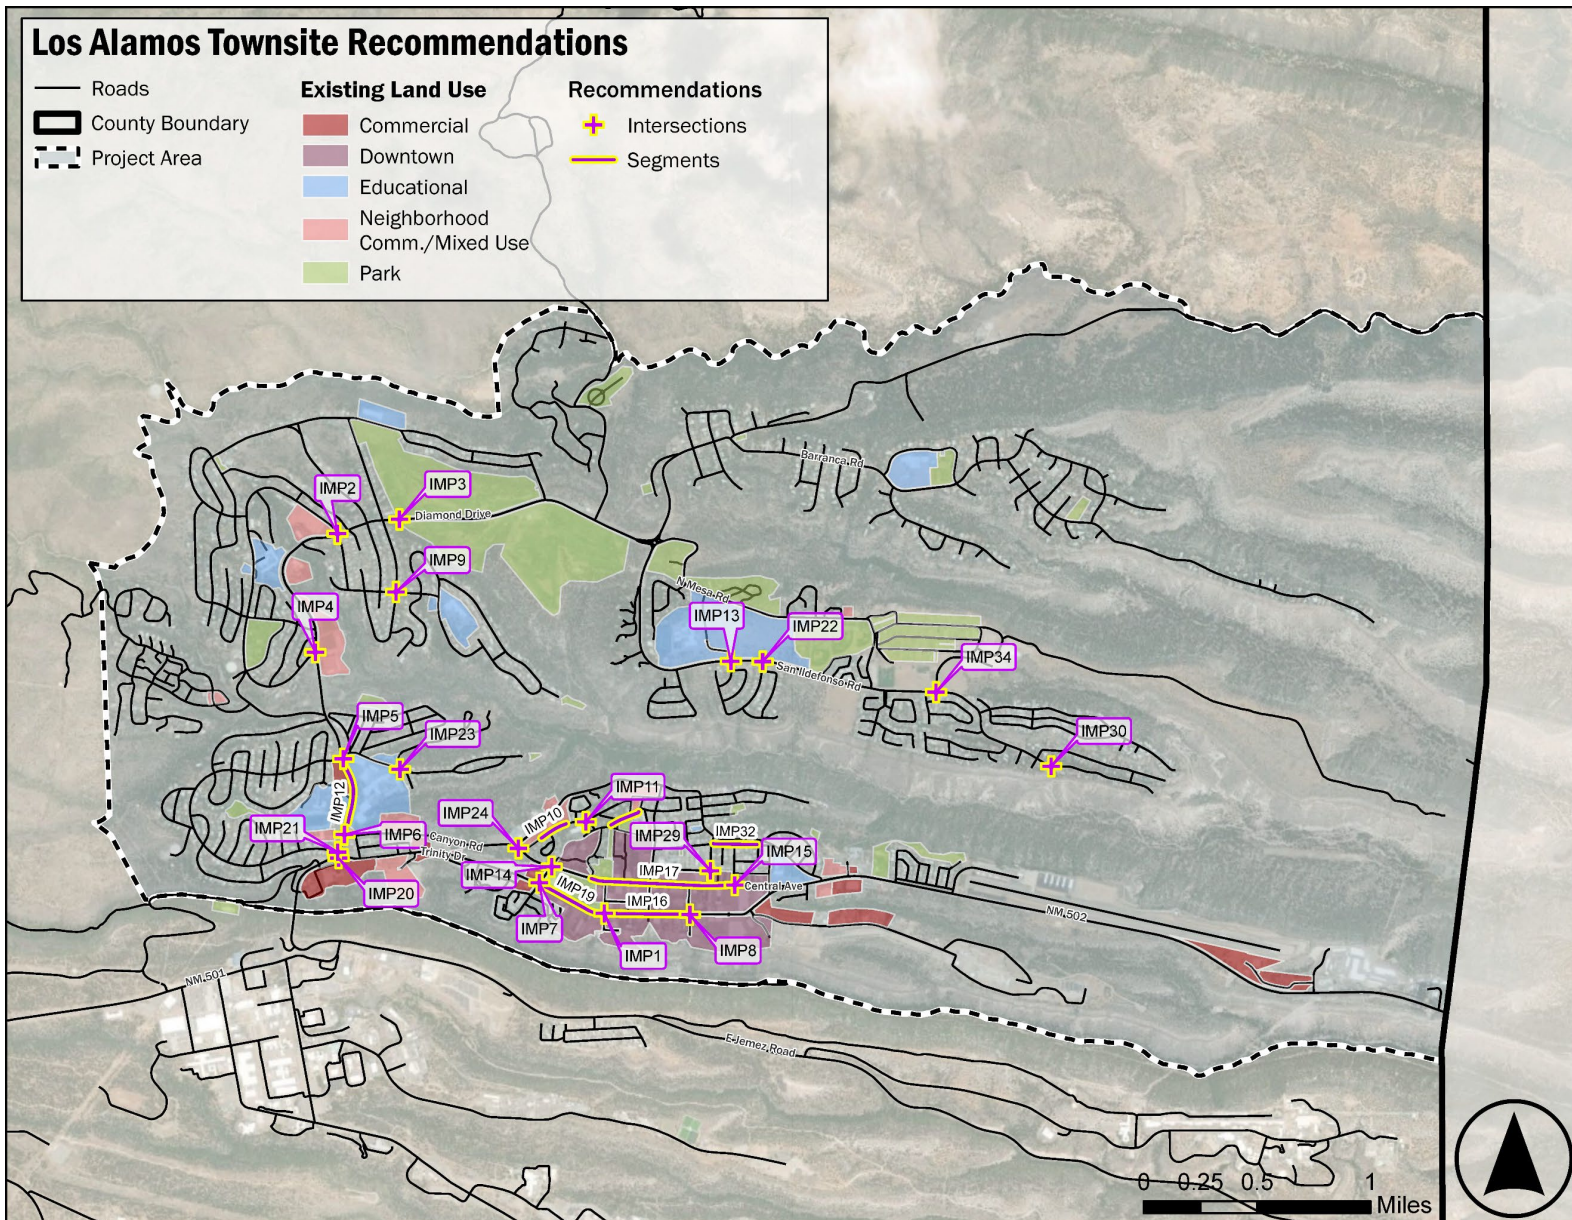 Los Alamos Townsite Recommendations
Roads
County Boundary
Project Area
Existing Land Use
Commercial
Downtown
Educational
Neighborhood
Comm./Mixed Use
Park
Recommendations
Intersections
Segments
Barranca Rd
IMP2
IMP3
Diamond Drive
IMP9
IMP4
N Mesa Rd
IMP13
IMP22
San Ildefonso Rd
IMP34
IMP5
IMP23
IMP30
IMP12
IMP11
IMP24
IMP10
IMP21
IMP6
Canyon Rd
Trinity Dr
IMP29
IMP32
IMP15
IMP14
IMP17
Central Ave
IMP20
IMP19
IMP16
IMP7
IMP1
IMP8
NM 502
NM 501
E Jemez Road
0 0.25 0.5 1
Miles